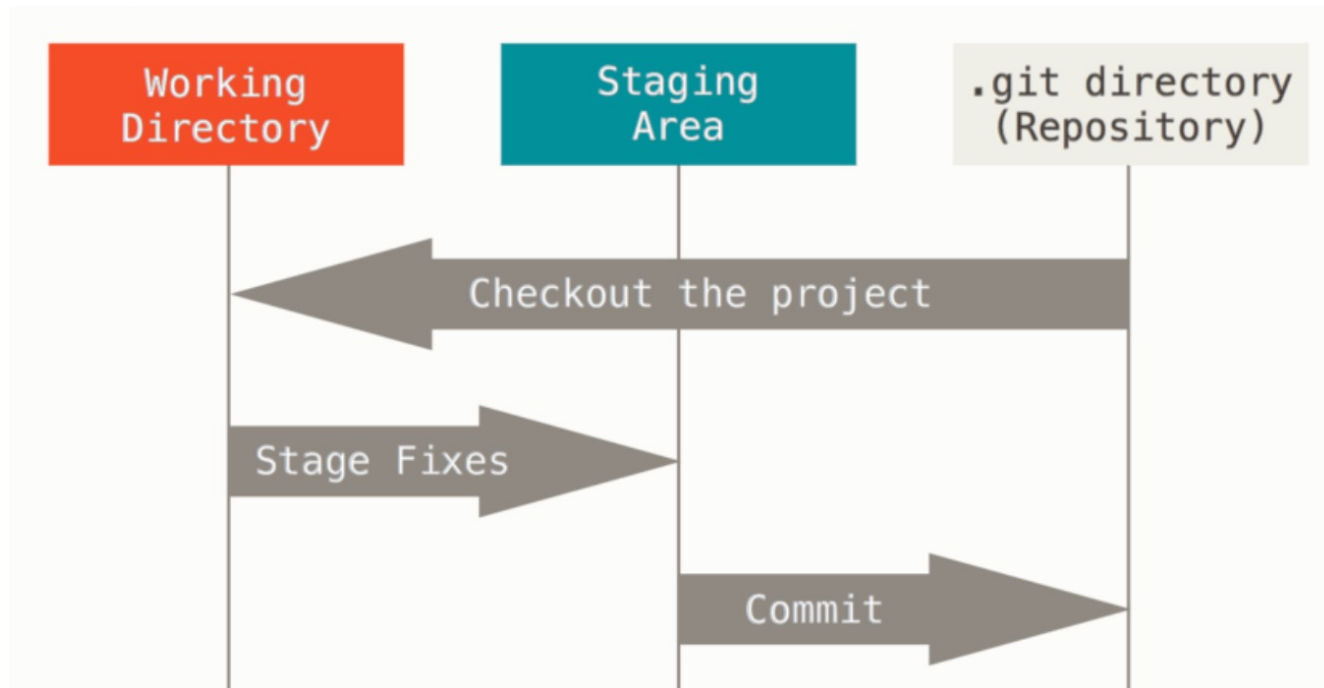 Working
Directory
Staging
Area
.git directory
(Repository)
Checkout the project
Stage Fixes
Commit